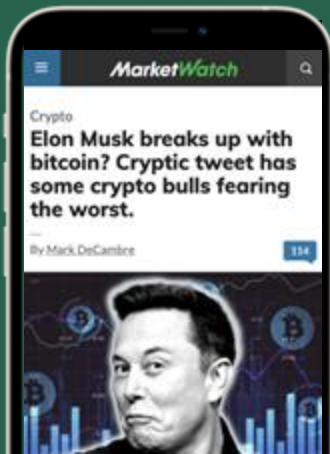 MarketWatch
Crypto
Elon Musk breaks up with
bitcoin? Cryptic tweet has
some crypto bulls fearing
the worst.
By Mark DeCambre
114